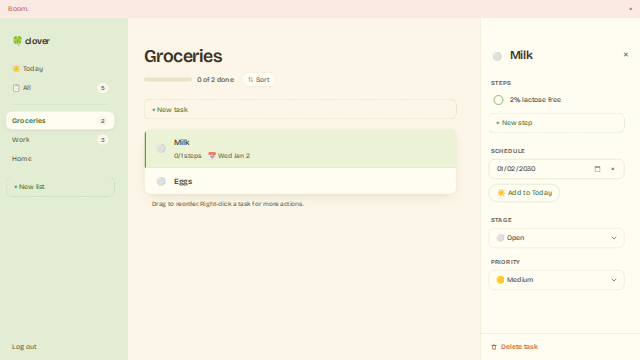 Boom.
clover
Today
All 5
Groceries 2
Work 3
Home
+ New list
Log out
Groceries
0 of 2 done
Sort
+ New task
Milk
0/1 steps Wed Jan 2
Eggs
Drag to reorder. Right-click a task for more actions.
Milk
STEPS
2% lactose free
+ New step
SCHEDULE
01/02/2030
Add to Today
STAGE
Open
PRIORITY
Medium
Delete task